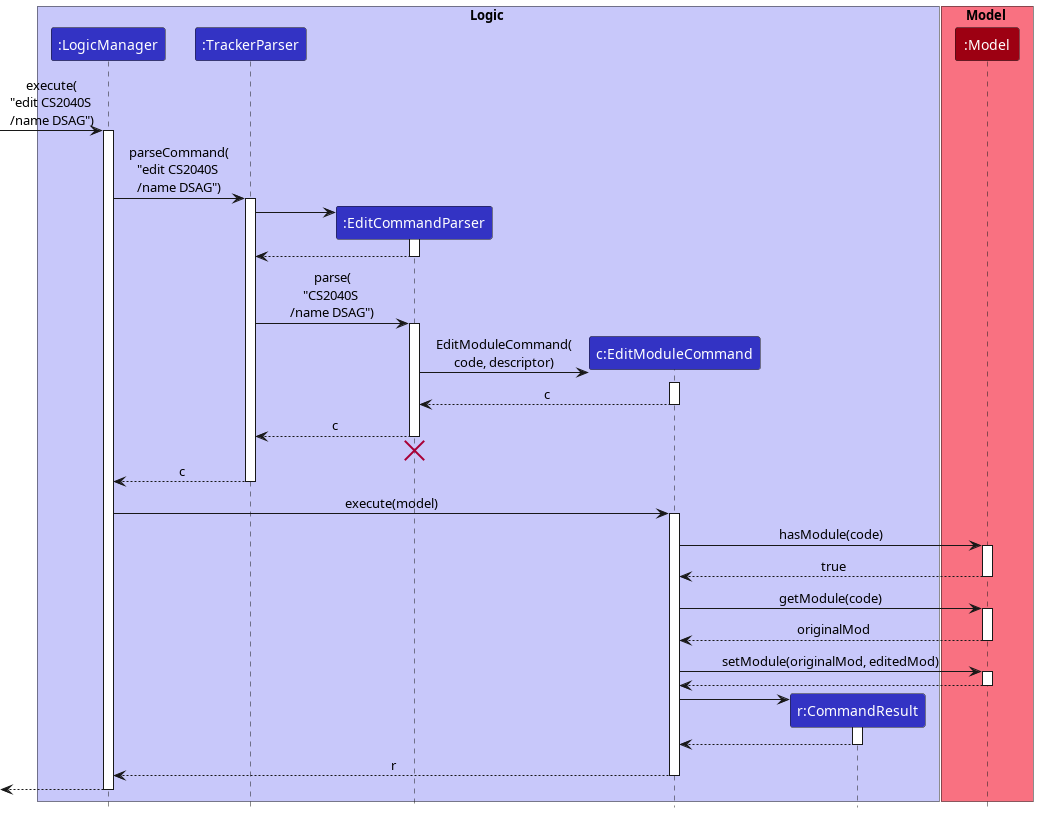 Logic
Model
:LogicManager
:TrackerParser
:Model
execute(
"edit CS2040S
/name DSAG")
parseCommand(
"edit CS2040S
/name DSAG")
:EditCommandParser
parse(
"CS2040S
/name DSAG")
EditModuleCommand(
code, descriptor)
c:EditModuleCommand
c
c
c
execute(model)
hasModule(code)
true
getModule(code)
originalMod
setModule(originalMod, editedMod)
r:CommandResult
r